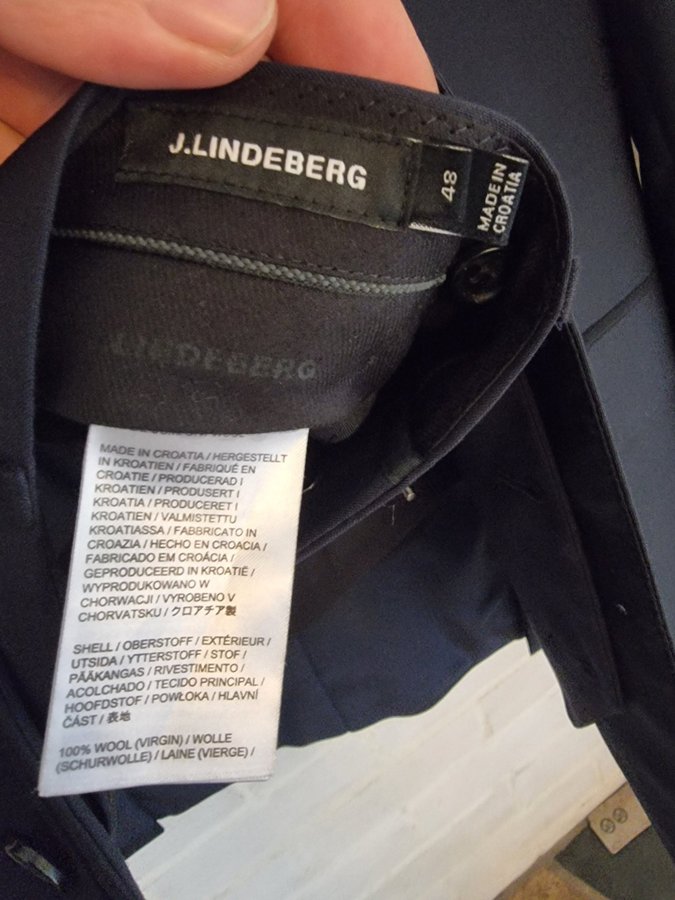 J.LINDEBERG
48
MADE IN
CROATIA
LINDEBERG
MADE IN CROATIA / HERGESTELLT
IN KROATIEN / FABRIQUÉ EN
CROATIE / PRODUCERAD I
KROATIEN / PRODUSERT I
KROATIA / PRODUCERET I
KROATIEN / VALMISTETTU
KROATIASSA / FABBRICATO IN
CROAZIA / HECHO EN CROACIA /
FABRICADO EM CROÁCIA /
GEPRODUCEERD IN KROATIË /
WYPRODUKOWANO W
CHORWACJI / VYROBENO V
CHORVATSKU / クロアチア製
SHELL / OBERSTOFF / EXTÉRIEUR /
UTSIDA / YTTERSTOFF / STOF /
PÄÄKANGAS / RIVESTIMENTO /
ACOLCHADO / TECIDO PRINCIPAL /
HOOFDSTOF / POWŁOKA / HLAVNÍ
ČÁST / 表地
100% WOOL (VIRGIN) / WOLLE
(SCHURWOLLE) / LAINE (VIERGE) /